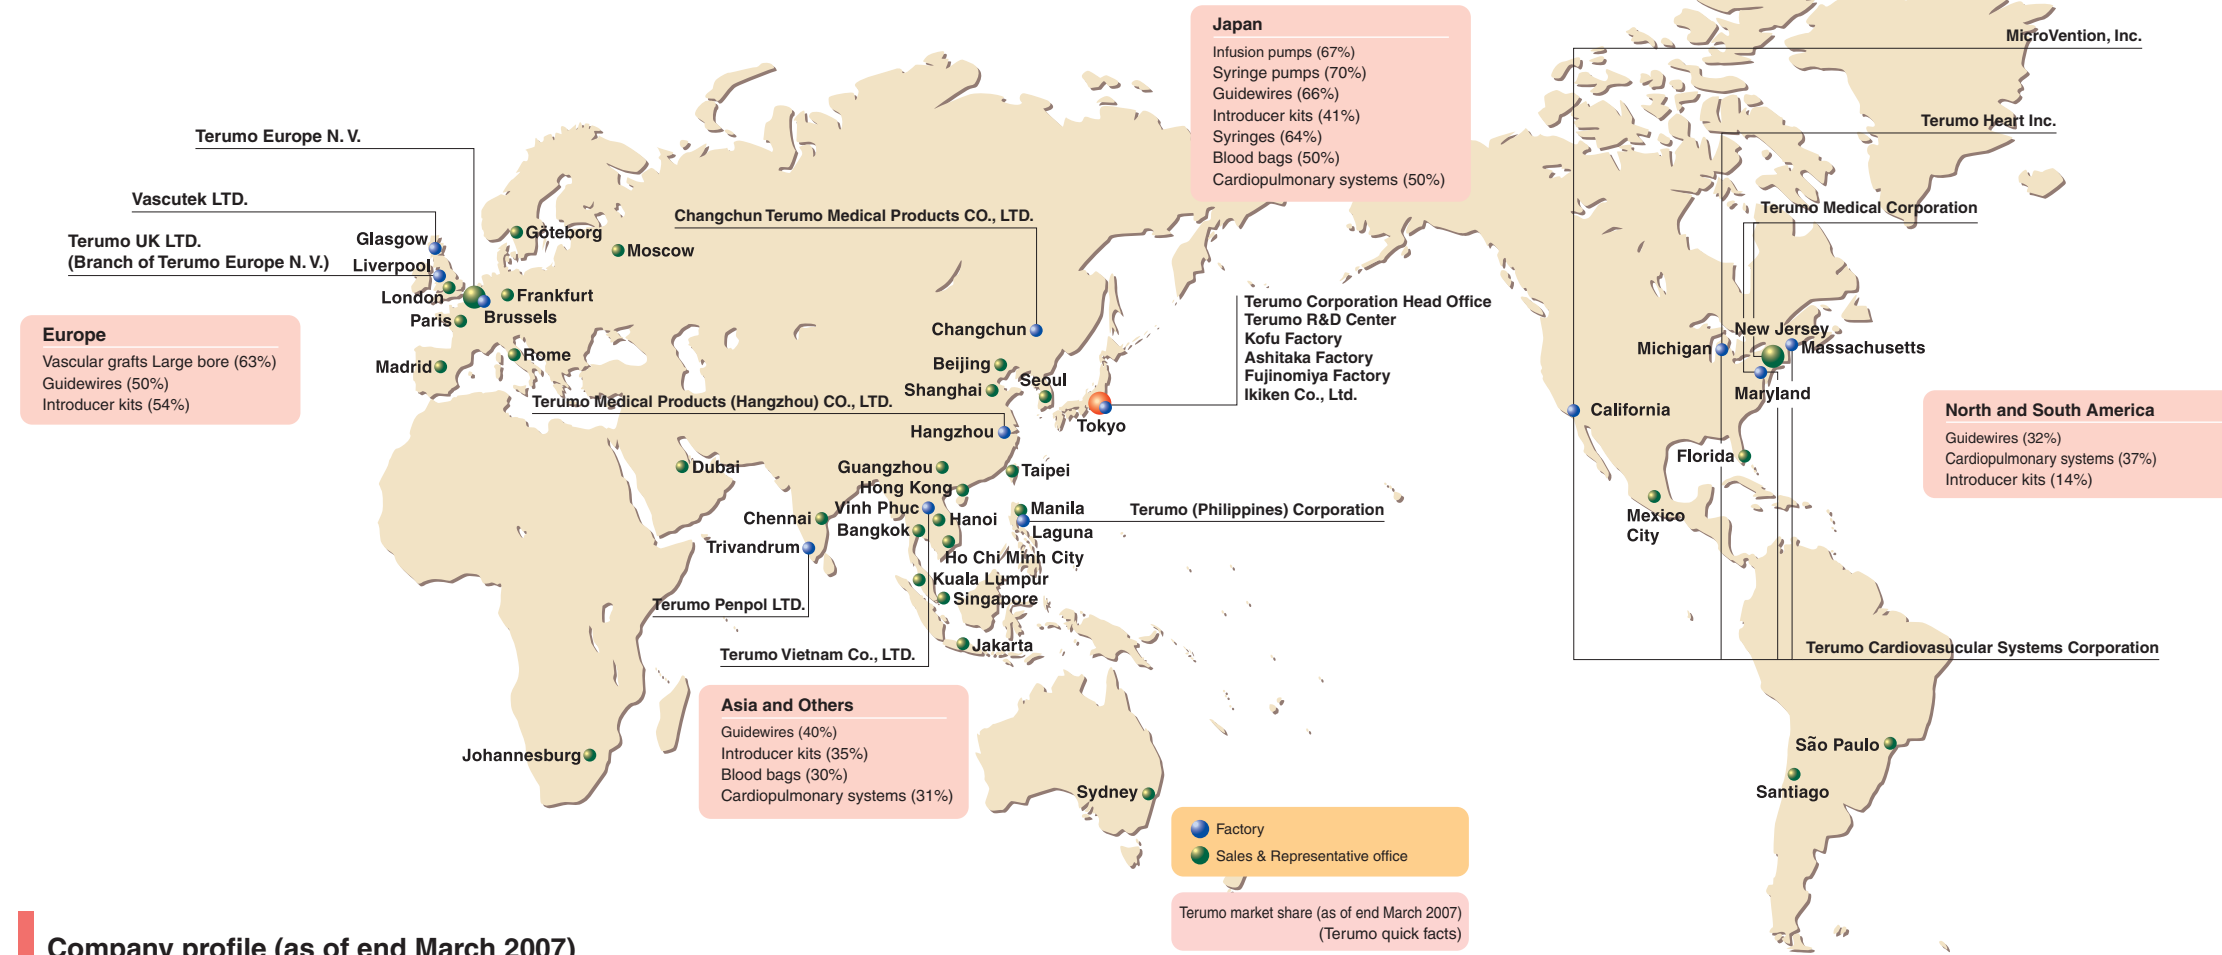 Japan
Infusion pumps (67%)
Syringe pumps (70%)
Guidewires (66%)
Introducer kits (41%)
Syringes (64%)
Blood bags (50%)
Cardiopulmonary systems (50%)
MicroVention, Inc.
Terumo Heart Inc.
Terumo Medical Corporation
Terumo Europe N. V.
Vascutek LTD.
Terumo UK LTD.
(Branch of Terumo Europe N. V.)
Changchun Terumo Medical Products CO., LTD.
Glasgow
Liverpool
London
Paris
Madrid
Göteborg
Moscow
Frankfurt
Brussels
Rome
Europe
Vascular grafts Large bore (63%)
Guidewires (50%)
Introducer kits (54%)
Changchun
Beijing
Shanghai
Seoul
Terumo Medical Products (Hangzhou) CO., LTD.
Hangzhou
Tokyo
Terumo Corporation Head Office
Terumo R&D Center
Kofu Factory
Ashitaka Factory
Fujinomiya Factory
Ikiken Co., Ltd.
New Jersey
Michigan
Massachusetts
Maryland
California
Florida
Mexico
City
North and South America
Guidewires (32%)
Cardiopulmonary systems (37%)
Introducer kits (14%)
Dubai
Guangzhou
Taipei
Hong Kong
Vinh Phuc
Manila
Terumo (Philippines) Corporation
Chennai
Hanoi
Bangkok
Laguna
Trivandrum
Ho Chi Minh City
Kuala Lumpur
Singapore
Terumo Penpol LTD.
Jakarta
Terumo Vietnam Co., LTD.
Terumo Cardiovasucular Systems Corporation
Asia and Others
Guidewires (40%)
Introducer kits (35%)
Blood bags (30%)
Cardiopulmonary systems (31%)
Johannesburg
Sydney
São Paulo
Santiago
Factory
Sales & Representative office
Terumo market share (as of end March 2007)
(Terumo quick facts)
Company profile (as of end March 2007)